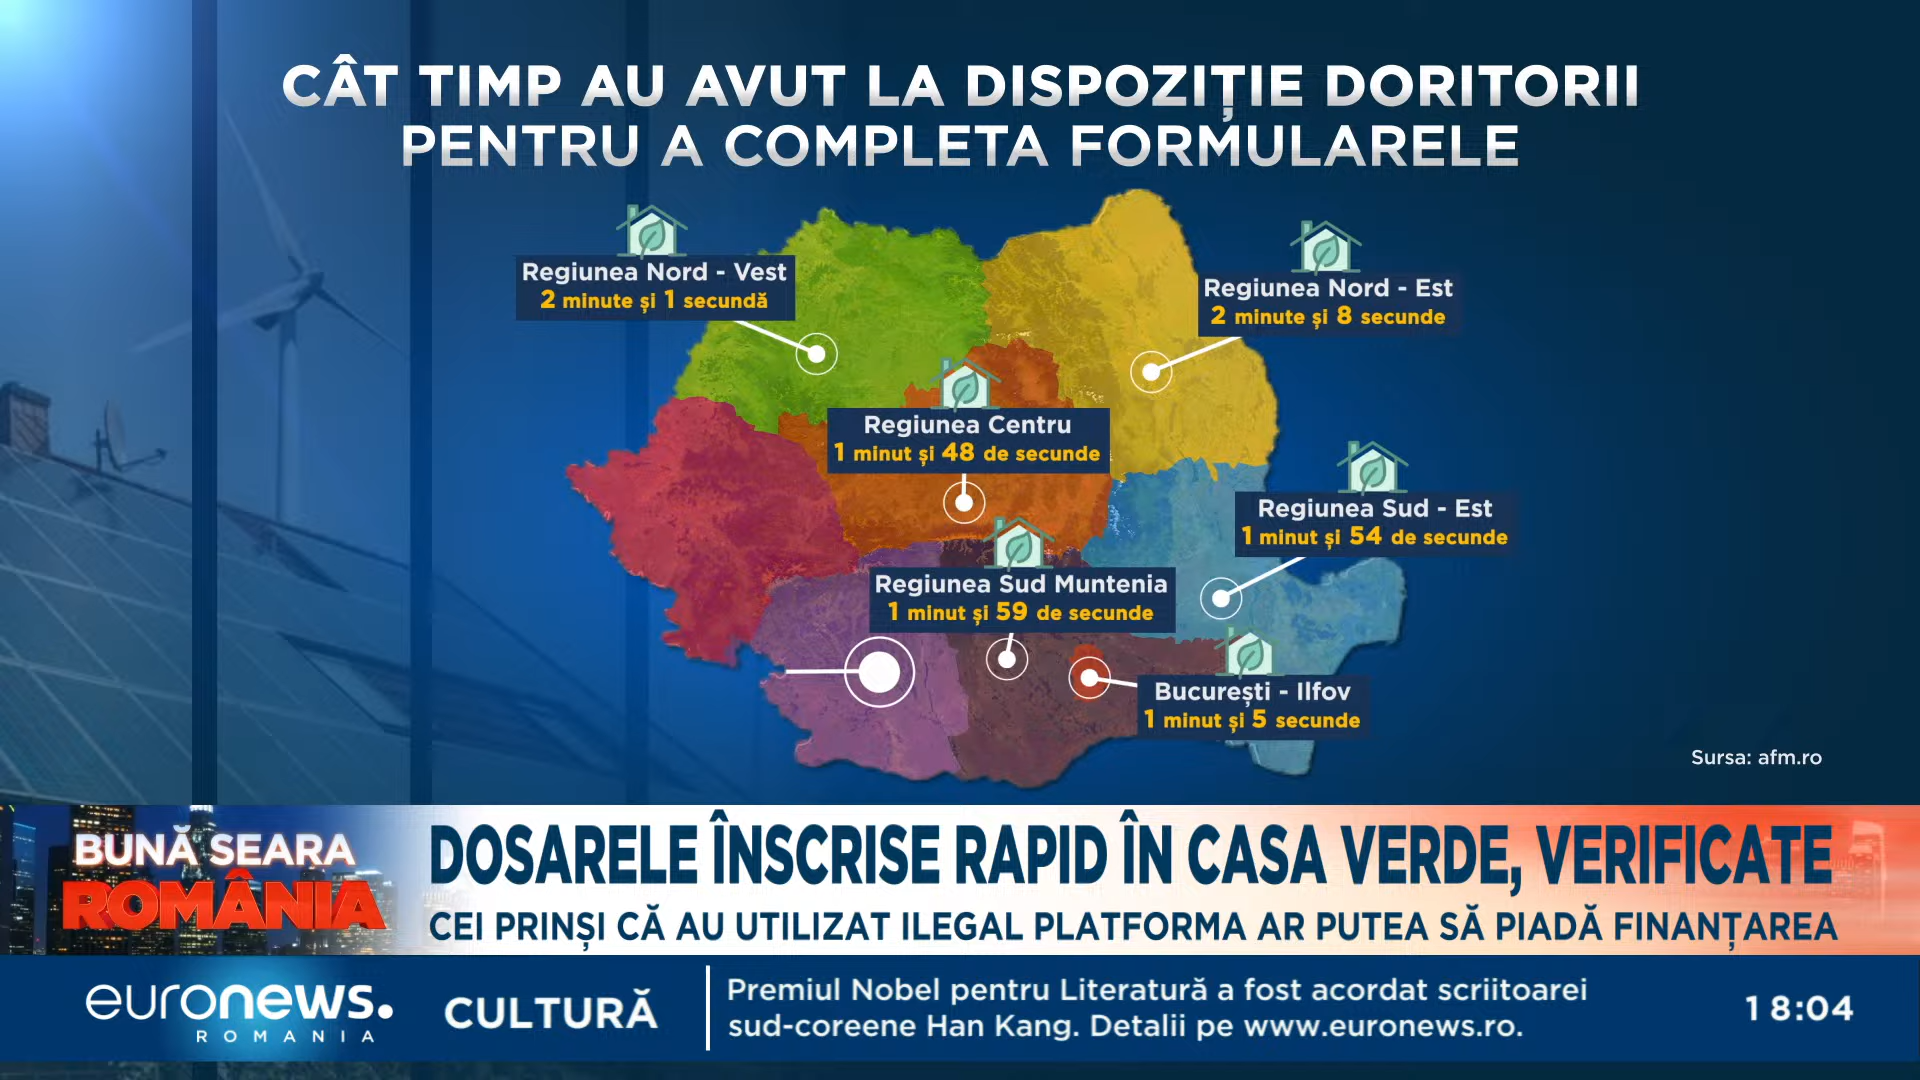 CÂT TIMP AU AVUT LA DISPOZIȚIE DORITORII
PENTRU A COMPLETA FORMULARELE
Regiunea Nord - Vest
2 minute și 1 secundă
Regiunea Nord - Est
2 minute și 8 secunde
Regiunea Centru
1 minut și 48 de secunde
Regiunea Sud - Est
1 minut și 54 de secunde
Regiunea Sud Muntenia
1 minut și 59 de secunde
București - Ilfov
1 minut și 5 secunde
Sursa: afm.ro
BUNĂ SEARA
ROMÂNIA
DOSARELE ÎNSCRISE RAPID ÎN CASA VERDE, VERIFICATE
CEI PRINȘI CĂ AU UTILIZAT ILEGAL PLATFORMA AR PUTEA SĂ PIADĂ FINANȚAREA
euronews.
ROMANIA
CULTURĂ
Premiul Nobel pentru Literatură a fost acordat scriitoarei
sud-coreene Han Kang. Detalii pe www.euronews.ro.
18:04